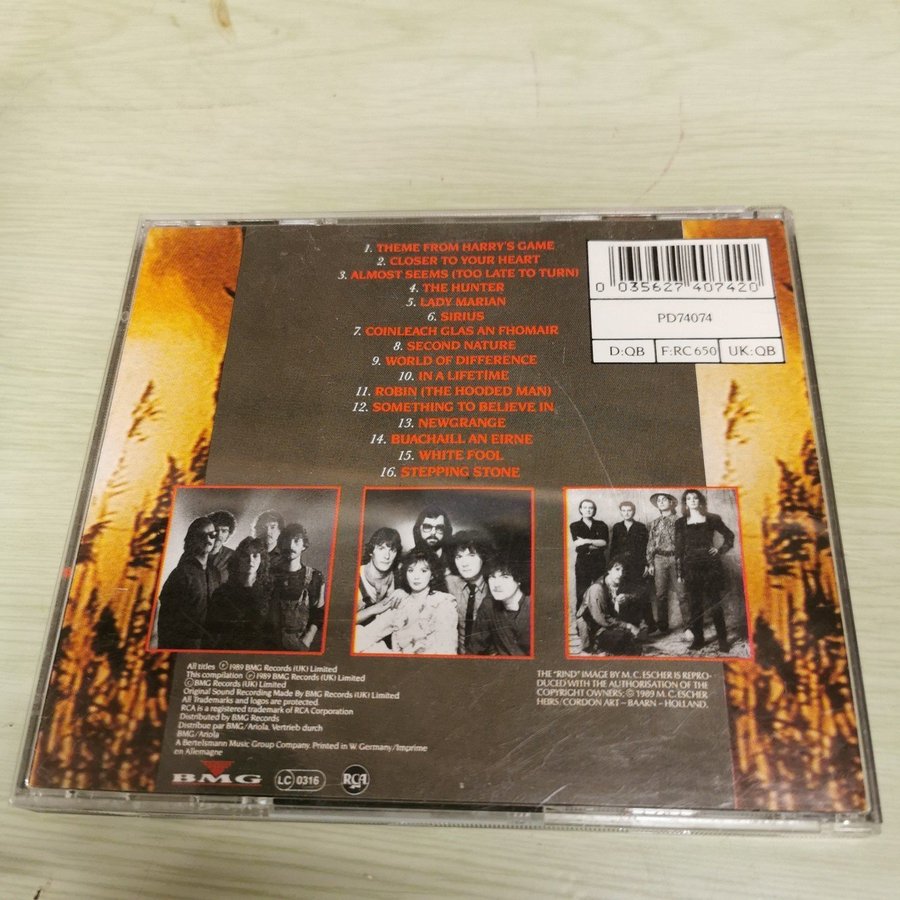 1. THEME FROM HARRY'S GAME
2. CLOSER TO YOUR HEART
3. ALMOST SEEMS (TOO LATE TO TURN)
4. THE HUNTER
5. LADY MARIAN
6. SIRIUS
7. COINLEACH GLAS AN FHOMAIR
8. SECOND NATURE
9. WORLD OF DIFFERENCE
10. IN A LIFETIME
11. ROBIN (THE HOODED MAN)
12. SOMETHING TO BELIEVE IN
13. NEWGRANGE
14. BUACHAILL AN EIRNE
15. WHITE FOOL
16. STEPPING STONE
0 035627 407420
PD74074
D:QB F:RC 650 UK:QB
All titles ℗ 1989 BMG Records (UK) Limited
This compilation ℗ 1989 BMG Records (UK) Limited
© BMG Records (UK) Limited
Original Sound Recording Made By BMG Records (UK) Limited
All Trademarks and logos are protected.
RCA is a registered trademark of RCA Corporation
Distributed by BMG Records
Distribue par BMG/Ariola. Vertrieb durch
BMG/Ariola
A Bertelsmann Music Group Company. Printed in W. Germany/Imprime
en Allemagne
THE "RIND" IMAGE BY M. C. ESCHER IS REPRO-
DUCED WITH THE AUTHORISATION OF THE
COPYRIGHT OWNERS; © 1989 M. C. ESCHER
HEIRS/CORDON ART – BAARN – HOLLAND.
BMG LC 0316 RCA